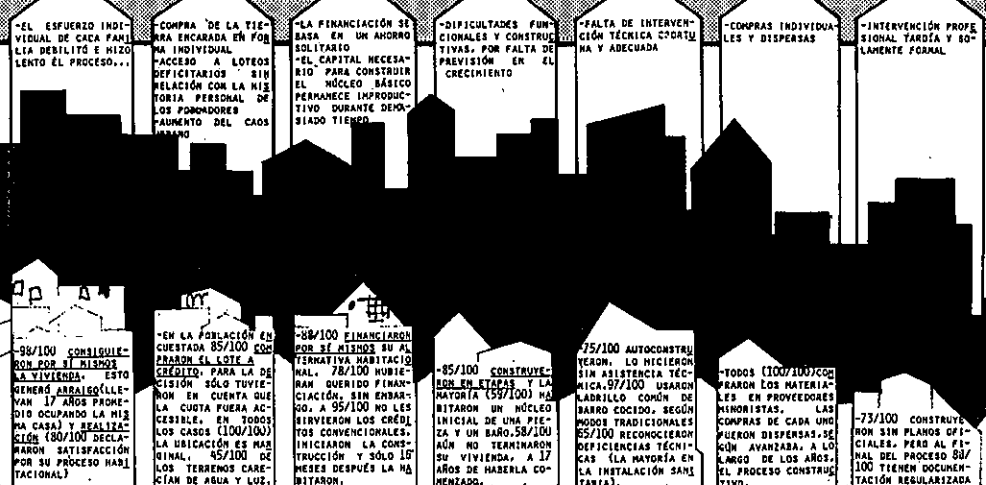 -EL ESFUERZO INDI-
VIDUAL DE CADA FAMI
LIA DEBILITÓ E HIZO
LENTO EL PROCESO...
-COMPRA DE LA TIE-
RRA ENCARADA EN FOR
MA INDIVIDUAL
-ACCESO A LOTEOS
DEFICITARIOS SIN
RELACIÓN CON LA HIS
TORIA PERSONAL DE
LOS POBLADORES
-AUMENTO DEL CAOS
URBANO
-LA FINANCIACIÓN SE
BASA EN UN AHORRO
SOLITARIO
-EL CAPITAL NECESA-
RIO PARA CONSTRUIR
EL NÚCLEO BÁSICO
PERMANECE IMPRODUC-
TIVO DURANTE DEMA-
SIADO TIEMPO
-DIFICULTADES FUN-
CIONALES Y CONSTRUC
TIVAS, POR FALTA DE
PREVISIÓN EN EL
CRECIMIENTO
-FALTA DE INTERVEN-
CIÓN TÉCNICA OPORTU
NA Y ADECUADA
-COMPRAS INDIVIDUA-
LES Y DISPERSAS
-INTERVENCIÓN PROFE
SIONAL TARDÍA Y SO-
LAMENTE FORMAL
-98/100 CONSIGUIE-
RON POR SÍ MISMOS
LA VIVIENDA. ESTO
GENERÓ ARRAIGO(LLE-
VAN 17 AÑOS PROME-
DIO OCUPANDO LA MIS
MA CASA) Y REALIZA-
CIÓN (80/100 DECLA-
RARON SATISFACCIÓN
POR SU PROCESO HABI
TACIONAL)
-EN LA POBLACIÓN EN
CUESTADA 85/100 COM
PRARON EL LOTE A
CRÉDITO. PARA LA DE
CISIÓN SÓLO TUVIE-
RON EN CUENTA QUE
LA CUOTA FUERA AC-
CESIBLE. EN TODOS
LOS CASOS (100/100)
LA UBICACIÓN ES MAR
GINAL. 45/100 DE
LOS TERRENOS CARE-
CÍAN DE AGUA Y LUZ.
-88/100 FINANCIARON
POR SÍ MISMOS SU AL
TERNATIVA HABITACIO
NAL. 78/100 HUBIE-
RAN QUERIDO FINAN-
CIACIÓN. SIN EMBAR-
GO, A 95/100 NO LES
SIRVIERON LOS CRÉDI
TOS CONVENCIONALES.
INICIARON LA CONS-
TRUCCIÓN Y SÓLO 16
MESES DESPUÉS LA HA
BITARON.
-85/100 CONSTRUYE-
RON EN ETAPAS Y LA
MAYORÍA (59/100) HA
BITARON UN NÚCLEO
INICIAL DE UNA PIE-
ZA Y UN BAÑO.58/100
AÚN NO TERMINARON
SU VIVIENDA, A 17
AÑOS DE HABERLA CO-
MENZADO.
-75/100 AUTOCONSTRU
YERON. LO HICIERON
SIN ASISTENCIA TÉC-
NICA.97/100 USARON
LADRILLO COMÚN DE
BARRO COCIDO, SEGÚN
MODOS TRADICIONALES
65/100 RECONOCIERON
DEFICIENCIAS TÉCNI-
CAS (LA MAYORÍA EN
LA INSTALACIÓN SANI
TARIA).
-TODOS (100/100)COM
PRARON LOS MATERIA-
LES EN PROVEEDORES
MINORISTAS. LAS
COMPRAS DE CADA UNO
FUERON DISPERSAS,SE
GÚN AVANZABA, A LO
LARGO DE LOS AÑOS,
EL PROCESO CONSTRUC
TIVO.
-73/100 CONSTRUYE-
RON SIN PLANOS OFI-
CIALES. PERO AL FI-
NAL DEL PROCESO 88/
100 TIENEN DOCUMEN-
TACIÓN REGULARIZADA